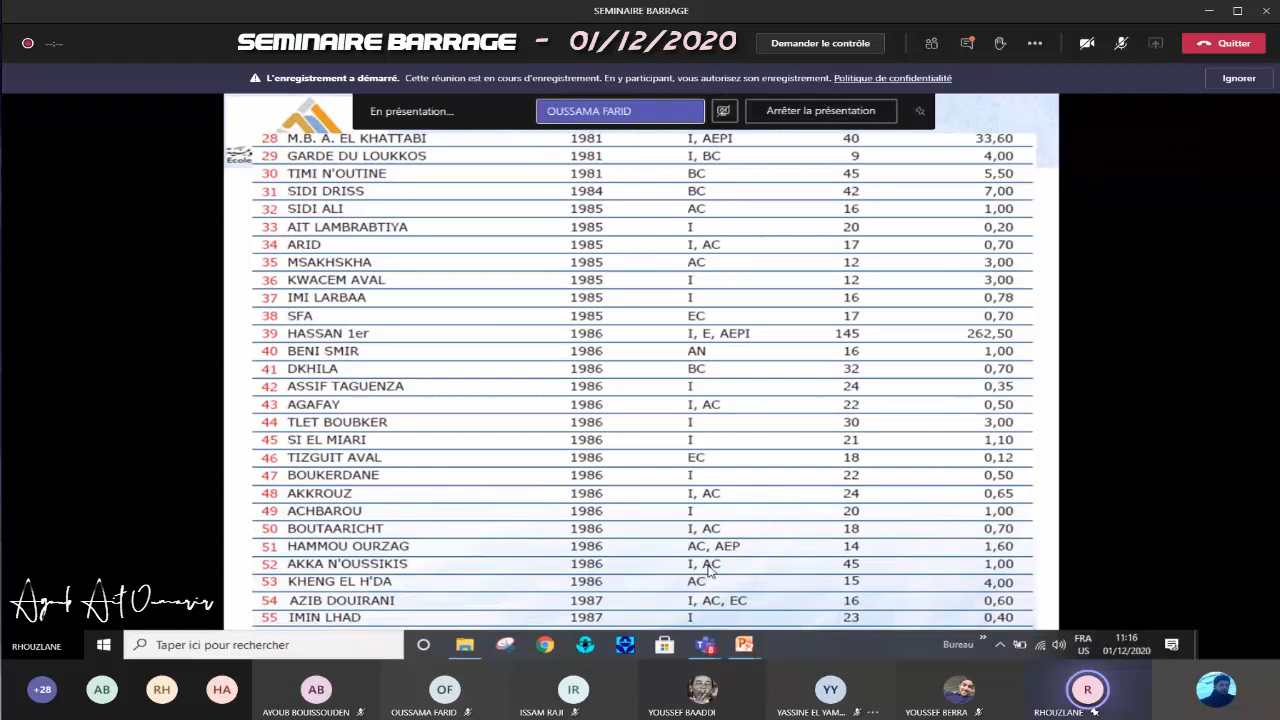 SEMINAIRE BARRAGE
--:--
SEMINAIRE BARRAGE - 01/12/2020
Demander le contrôle
Quitter
L'enregistrement a démarré. Cette réunion est en cours d'enregistrement. En y participant, vous autorisez son enregistrement. Politique de confidentialité
Ignorer
En présentation...
OUSSAMA FARID
Arrêter la présentation
École
28 M.B. A. EL KHATTABI 1981 I, AEPI 40 33,60
29 GARDE DU LOUKKOS 1981 I, BC 9 4,00
30 TIMI N'OUTINE 1981 BC 45 5,50
31 SIDI DRISS 1984 BC 42 7,00
32 SIDI ALI 1985 AC 16 1,00
33 AIT LAMBRABTIYA 1985 I 20 0,20
34 ARID 1985 I, AC 17 0,70
35 MSAKHSKHA 1985 AC 12 3,00
36 KWACEM AVAL 1985 I 12 3,00
37 IMI LARBAA 1985 I 16 0,78
38 SFA 1985 EC 17 0,70
39 HASSAN 1er 1986 I, E, AEPI 145 262,50
40 BENI SMIR 1986 AN 16 1,00
41 DKHILA 1986 BC 32 0,70
42 ASSIF TAGUENZA 1986 I 24 0,35
43 AGAFAY 1986 I, AC 22 0,50
44 TLET BOUBKER 1986 I 30 3,00
45 SI EL MIARI 1986 I 21 1,10
46 TIZGUIT AVAL 1986 EC 18 0,12
47 BOUKERDANE 1986 I 22 0,50
48 AKKROUZ 1986 I, AC 24 0,65
49 ACHBAROU 1986 I 20 1,00
50 BOUTAARICHT 1986 I, AC 18 0,70
51 HAMMOU OURZAG 1986 AC, AEP 14 1,60
52 AKKA N'OUSSIKIS 1986 I, AC 45 1,00
53 KHENG EL H'DA 1986 AC 15 4,00
54 AZIB DOUIRANI 1987 I, AC, EC 16 0,60
55 IMIN LHAD 1987 I 23 0,40
RHOUZLANE
Taper ici pour rechercher
8
Bureau
FRA
US
11:16
01/12/2020
+28
AB
RH
HA
AB
OF
IR
YY
R
AYOUB BOUISSOUDEN
OUSSAMA FARID
ISSAM RAJI
YOUSSEF BAADDI
YASSINE EL YAM...
YOUSSEF BERRA
RHOUZLANE